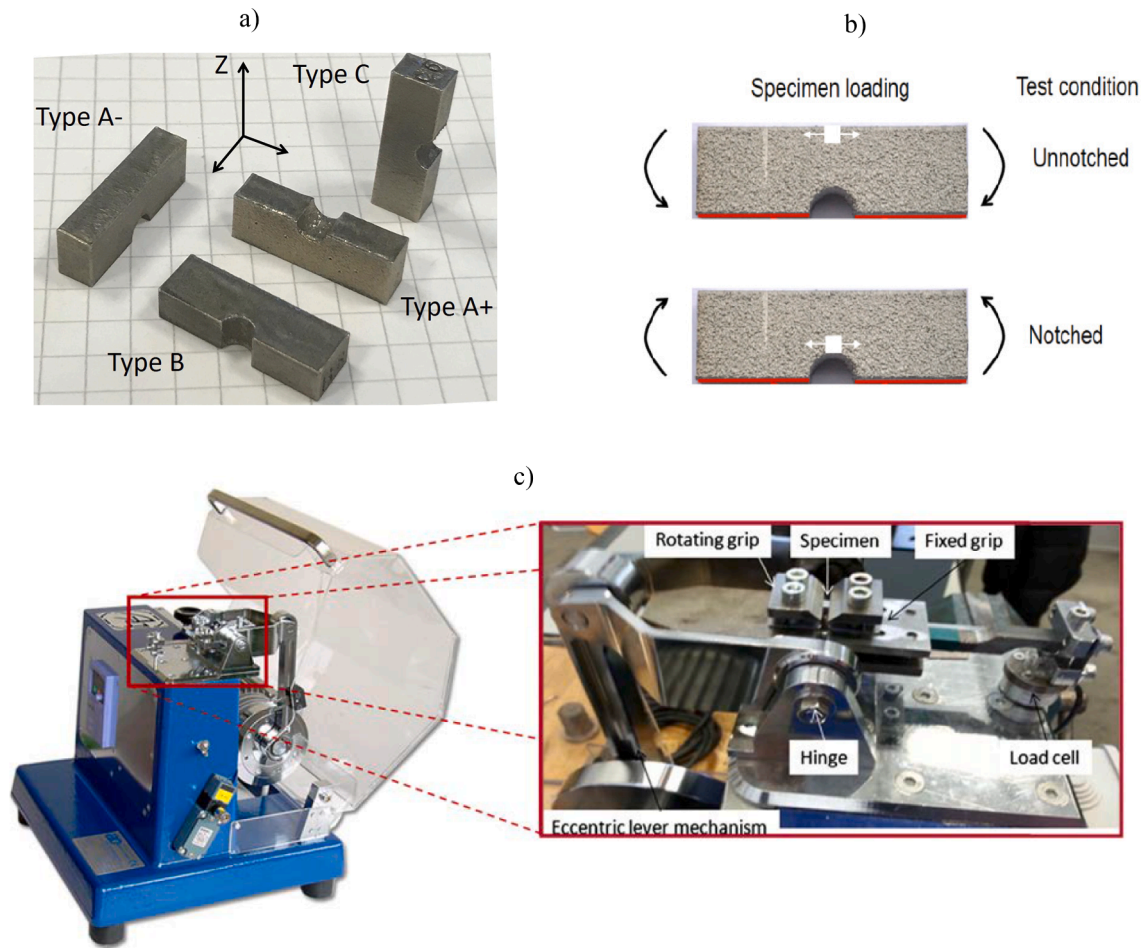 a)
b)
Z
Type C
Type A-
Type A+
Type B
Specimen loading
Test condition
Unnotched
Notched
c)
Rotating grip
Specimen
Fixed grip
Hinge
Load cell
Eccentric lever mechanism